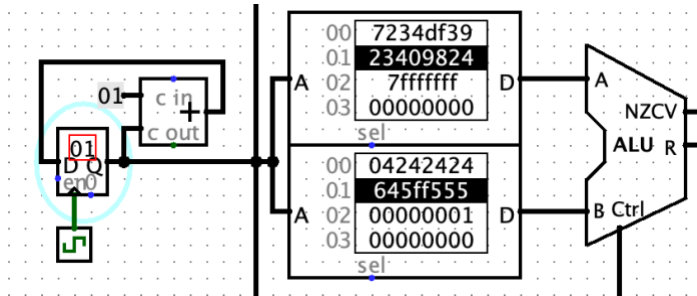 00 7234df39
01 23409824
02 7fffffff
03 00000000
sel
A
D
01
c in
+
c out
01
D Q
en 0
00 04242424
01 645ff555
02 00000001
03 00000000
sel
A
D
A
NZCV
ALU R
B Ctrl